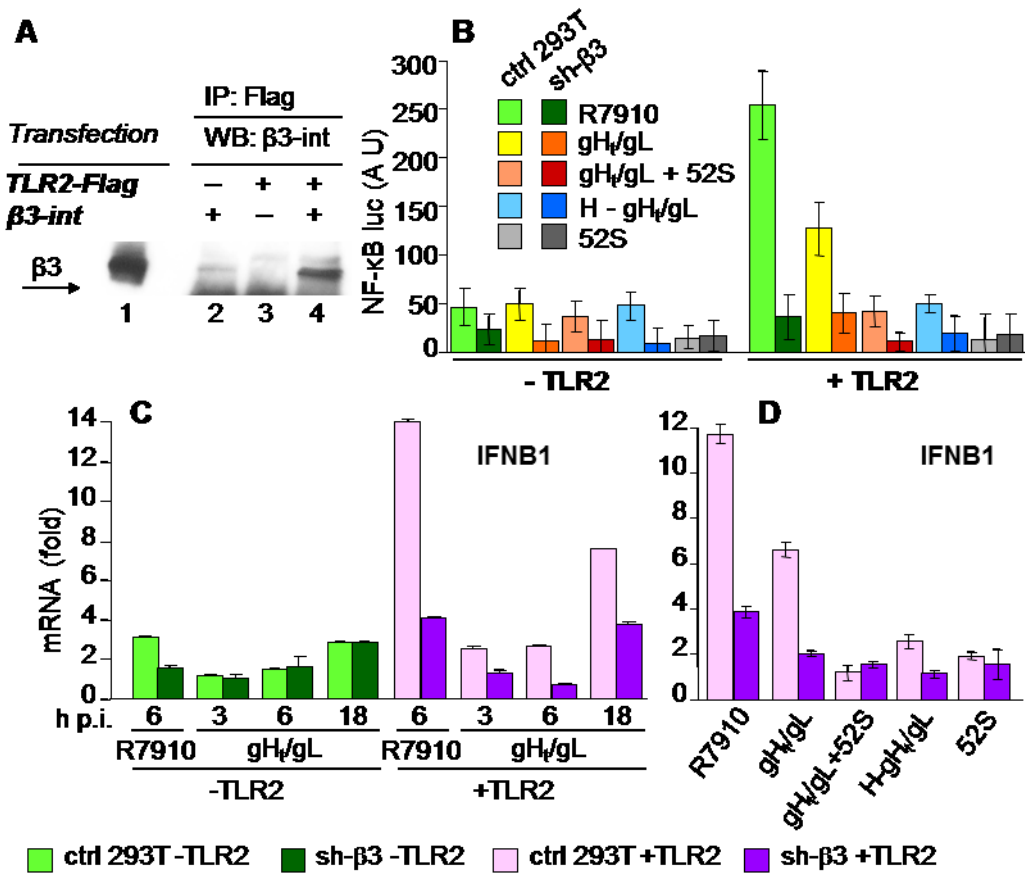 A
IP: Flag
Transfection
WB: β3-int
TLR2-Flag – + +
β3-int + – +
β3
1 2 3 4
B
ctrl 293T
sh-β3
R7910
gHt/gL
gHt/gL + 52S
H - gHt/gL
52S
NF-κB luc (A U)
300
250
200
150
100
50
0
- TLR2
+ TLR2
C
IFNB1
mRNA (fold)
14
12
10
8
6
4
2
0
h p.i. 6 3 6 18 6 3 6 18
R7910 gHt/gL R7910 gHt/gL
-TLR2 +TLR2
D
IFNB1
12
10
8
6
4
2
0
R7910
gHt/gL
gHt/gL+52S
H-gHt/gL
52S
ctrl 293T -TLR2 sh-β3 -TLR2 ctrl 293T +TLR2 sh-β3 +TLR2